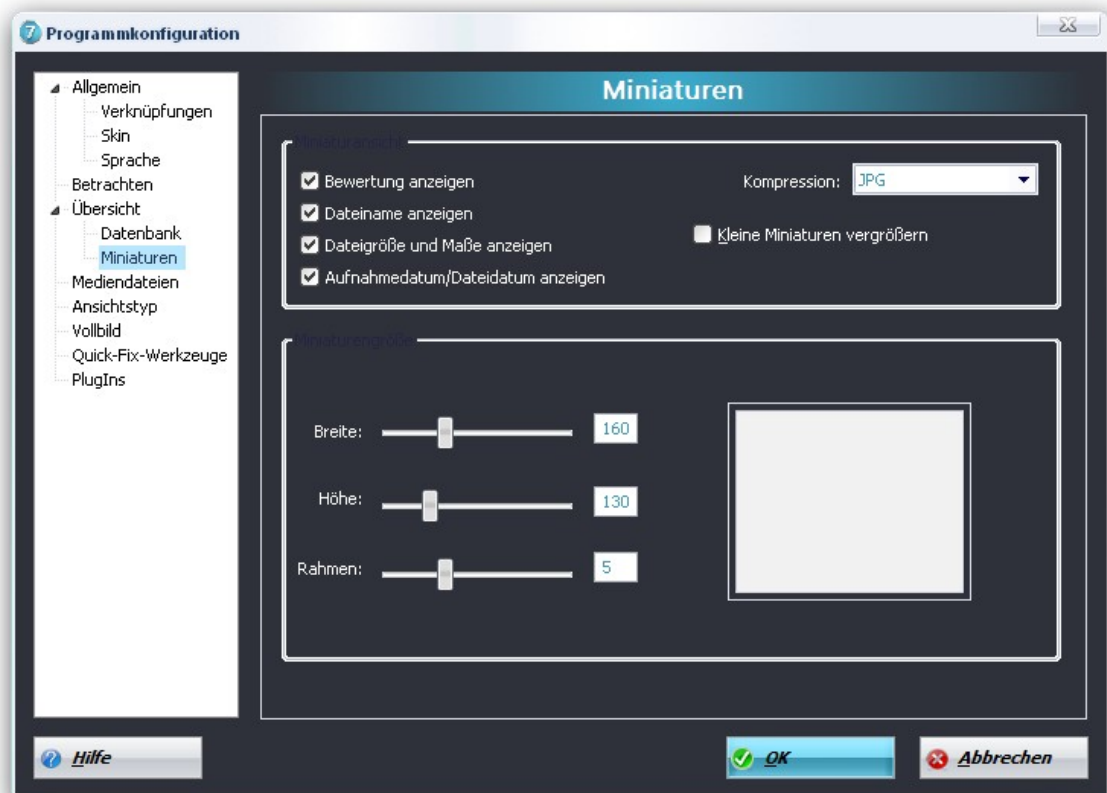 Programmkonfiguration
Allgemein
Verknüpfungen
Skin
Sprache
Betrachten
Übersicht
Datenbank
Miniaturen
Mediendateien
Ansichtstyp
Vollbild
Quick-Fix-Werkzeuge
PlugIns
Miniaturen
Miniaturansicht
Bewertung anzeigen
Kompression: JPG
Dateiname anzeigen
Kleine Miniaturen vergrößern
Dateigröße und Maße anzeigen
Aufnahmedatum/Dateidatum anzeigen
Miniaturengröße
Breite: 160
Höhe: 130
Rahmen: 5
Hilfe
OK
Abbrechen